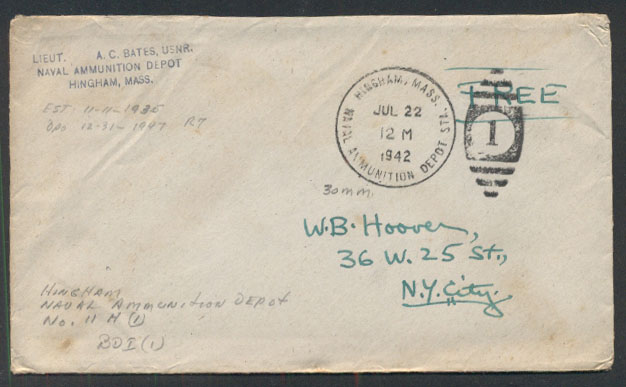 LIEUT. A. C. BATES, USNR.
NAVAL AMMUNITION DEPOT
HINGHAM, MASS.
EST. 11-11-1935
Dis 12-31-1947 R7
HINGHAM, MASS. STA.
NAVAL AMMUNITION DEPOT
JUL 22
12 M
1942
FREE
1
30mm.
W.B. Hoover,
36 W. 25 St.,
N.Y. City.
HINGHAM
NAVAL AMMUNITION DEPOT
No. 11 M (1)
BDI (1)